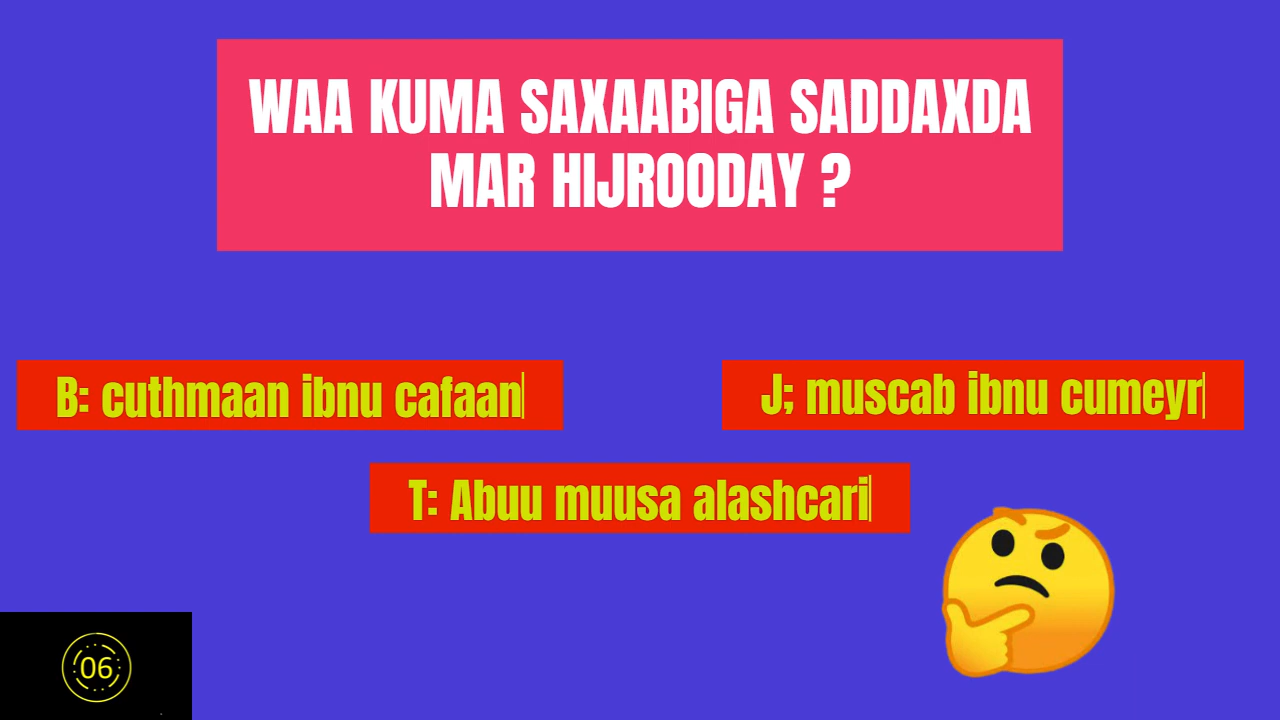 WAA KUMA SAXAABIGA SADDAXDA
MAR HIJROODAY ?
B: cuthmaan ibnu cafaan
J; muscab ibnu cumeyr
T: Abuu muusa alashcari
06